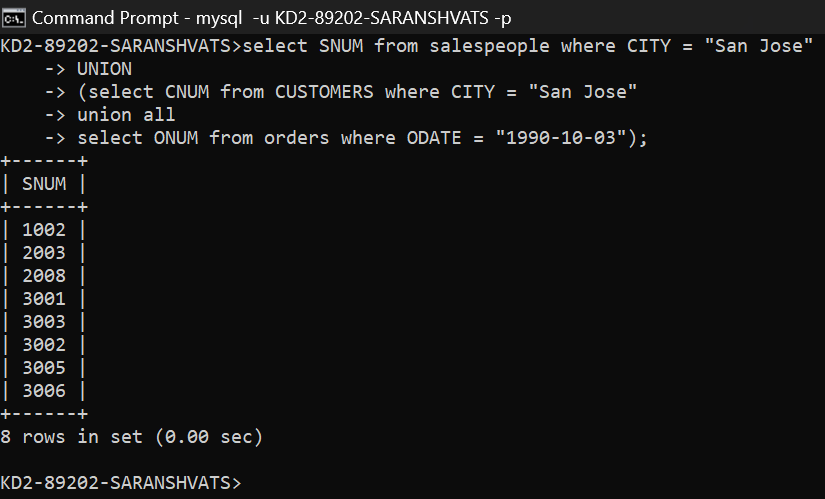 Command Prompt - mysql  -u KD2-89202-SARANSHVATS -p
KD2-89202-SARANSHVATS>select SNUM from salespeople where CITY = "San Jose"
    -> UNION
    -> (select CNUM from CUSTOMERS where CITY = "San Jose"
    -> union all
    -> select ONUM from orders where ODATE = "1990-10-03");
+------+
| SNUM |
+------+
| 1002 |
| 2003 |
| 2008 |
| 3001 |
| 3003 |
| 3002 |
| 3005 |
| 3006 |
+------+
8 rows in set (0.00 sec)

KD2-89202-SARANSHVATS>